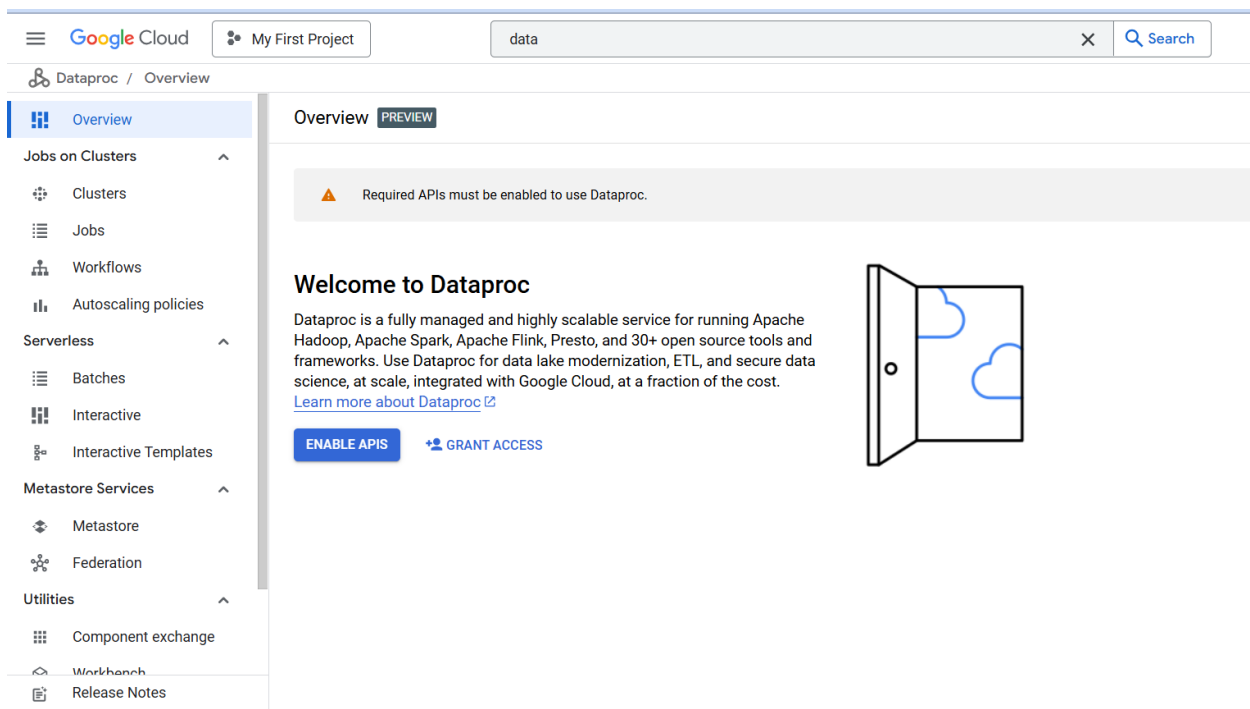 Google Cloud
My First Project
data
Search
Dataproc / Overview
Overview
Jobs on Clusters
Clusters
Jobs
Workflows
Autoscaling policies
Serverless
Batches
Interactive
Interactive Templates
Metastore Services
Metastore
Federation
Utilities
Component exchange
Workbench
Release Notes
Overview PREVIEW
Required APIs must be enabled to use Dataproc.
Welcome to Dataproc
Dataproc is a fully managed and highly scalable service for running Apache
Hadoop, Apache Spark, Apache Flink, Presto, and 30+ open source tools and
frameworks. Use Dataproc for data lake modernization, ETL, and secure data
science, at scale, integrated with Google Cloud, at a fraction of the cost.
Learn more about Dataproc
ENABLE APIS
GRANT ACCESS